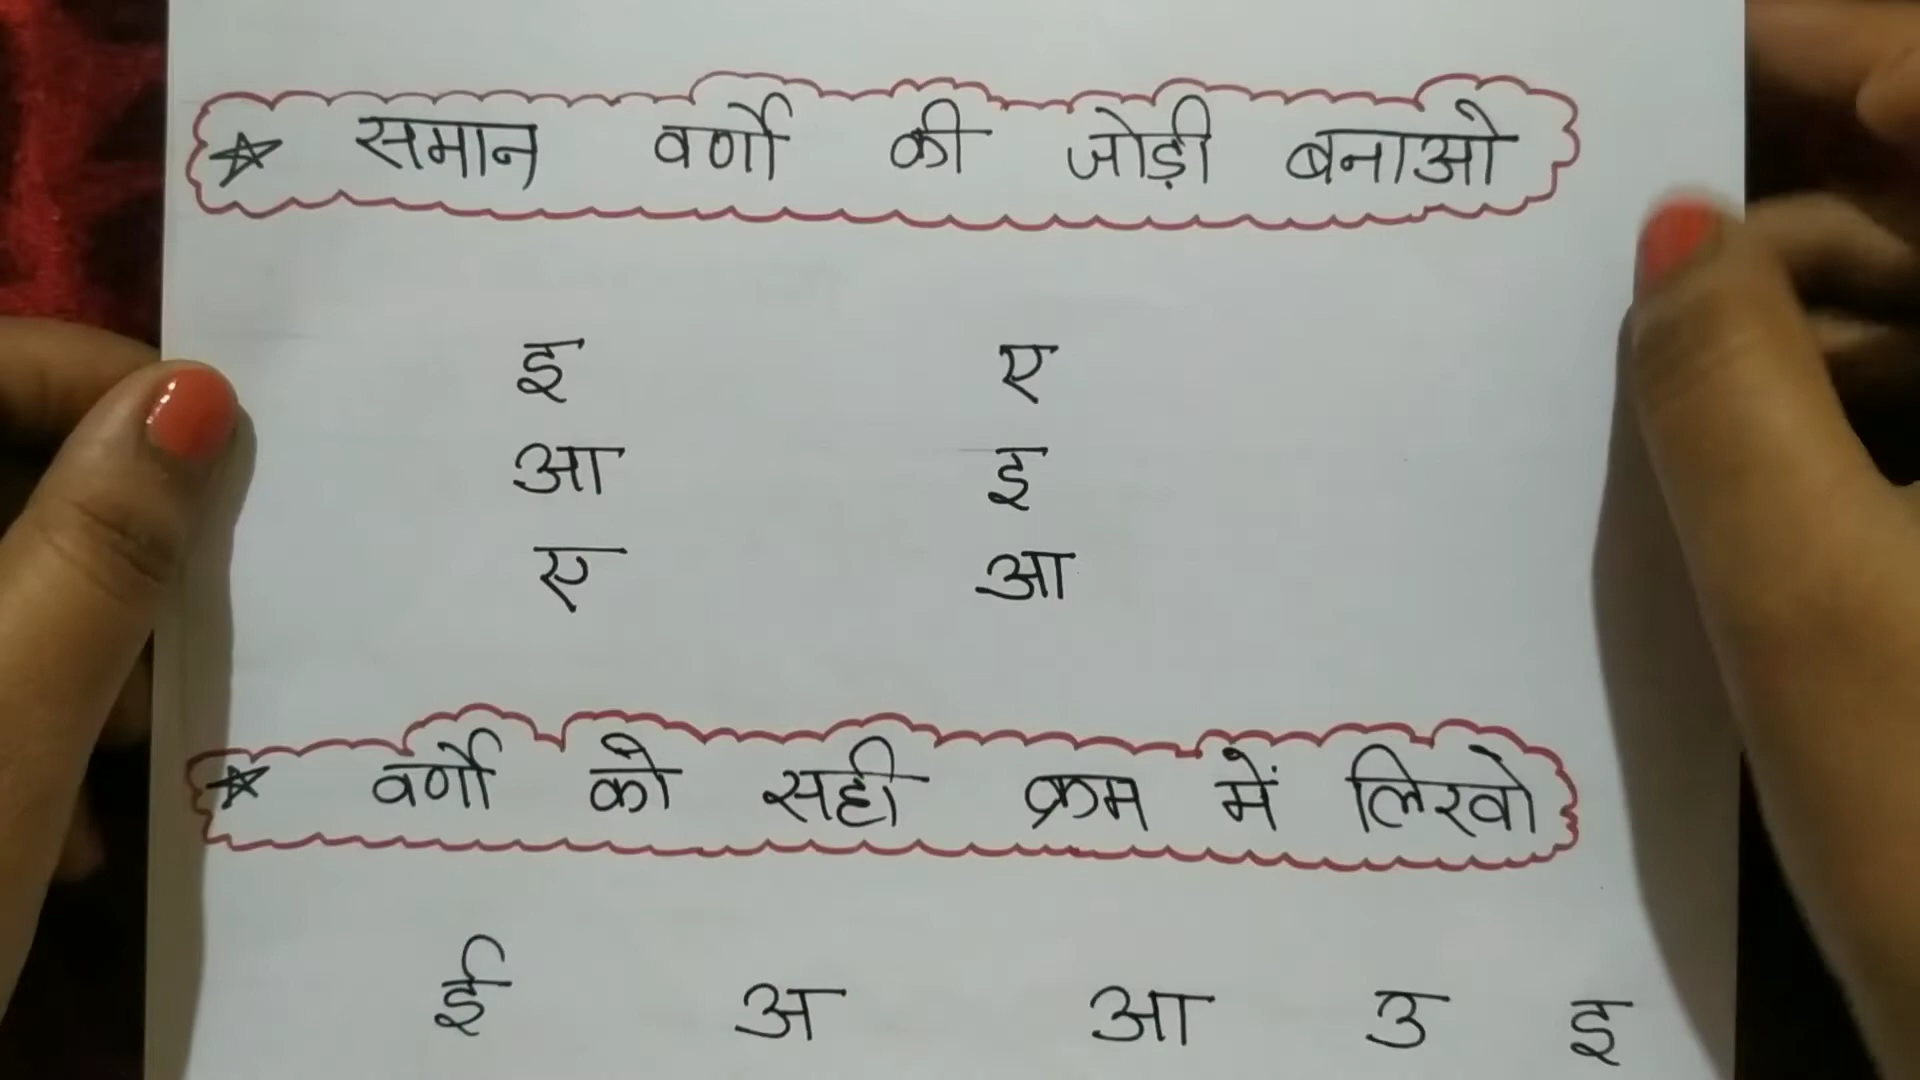 ☆ समान वर्णो की जोड़ी बनाओ
इ ए
आ इ
ए आ
☆ वर्णो को सही क्रम में लिखो
ई अ आ उ इ